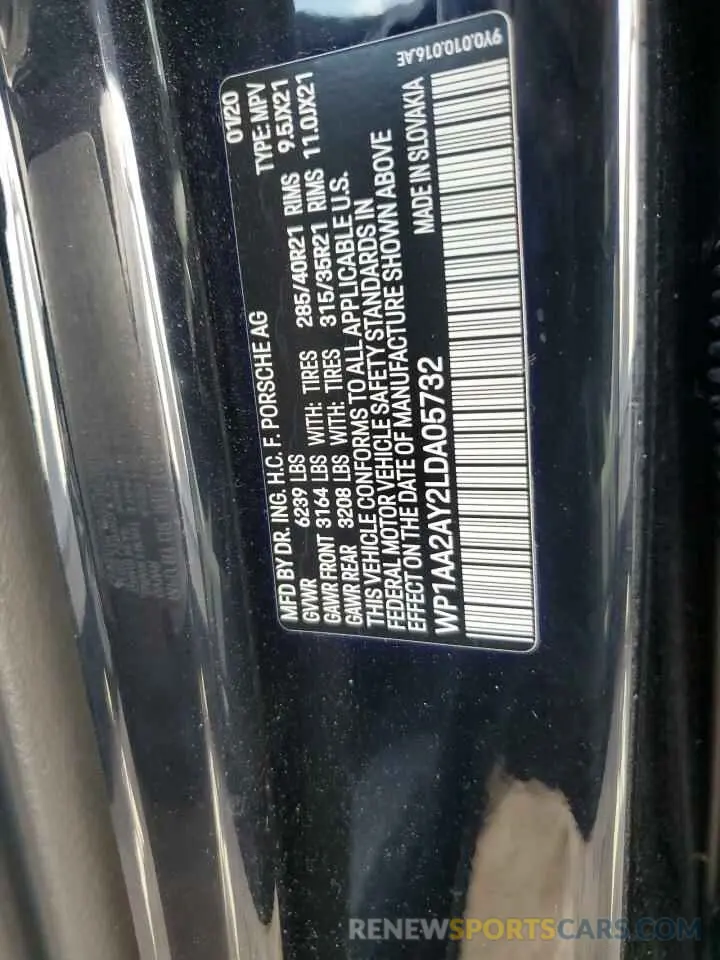 MFD BY DR. ING. H.C. F. PORSCHE AG 01/20
GVWR 6239 LBS TYPE: MPV
GAWR FRONT 3164 LBS WITH: TIRES 285/40R21 RIMS 9.5JX21
GAWR REAR 3208 LBS WITH: TIRES 315/35R21 RIMS 11.0JX21
THIS VEHICLE CONFORMS TO ALL APPLICABLE U.S.
FEDERAL MOTOR VEHICLE SAFETY STANDARDS IN
EFFECT ON THE DATE OF MANUFACTURE SHOWN ABOVE
MADE IN SLOVAKIA
WP1AA2AY2LDA05732
9Y0.010.016.AE
RENEWSPORTSCARS.COM